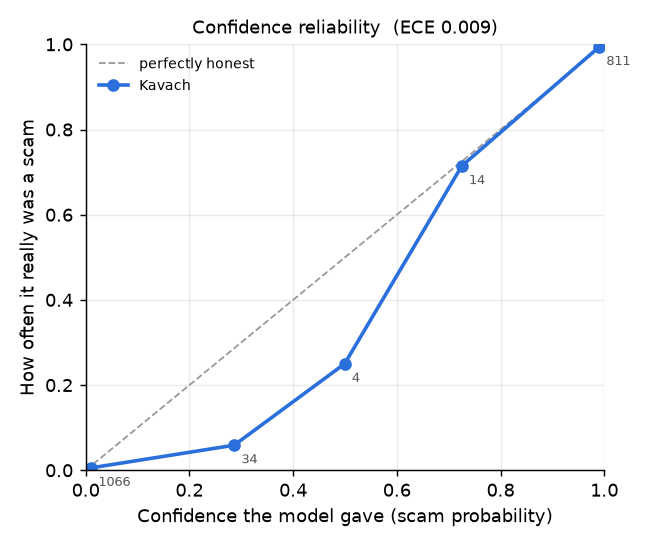 Confidence reliability  (ECE 0.009)
perfectly honest
Kavach
How often it really was a scam
1.0
0.8
0.6
0.4
0.2
0.0
811
14
4
34
1066
0.0 0.2 0.4 0.6 0.8 1.0
Confidence the model gave (scam probability)